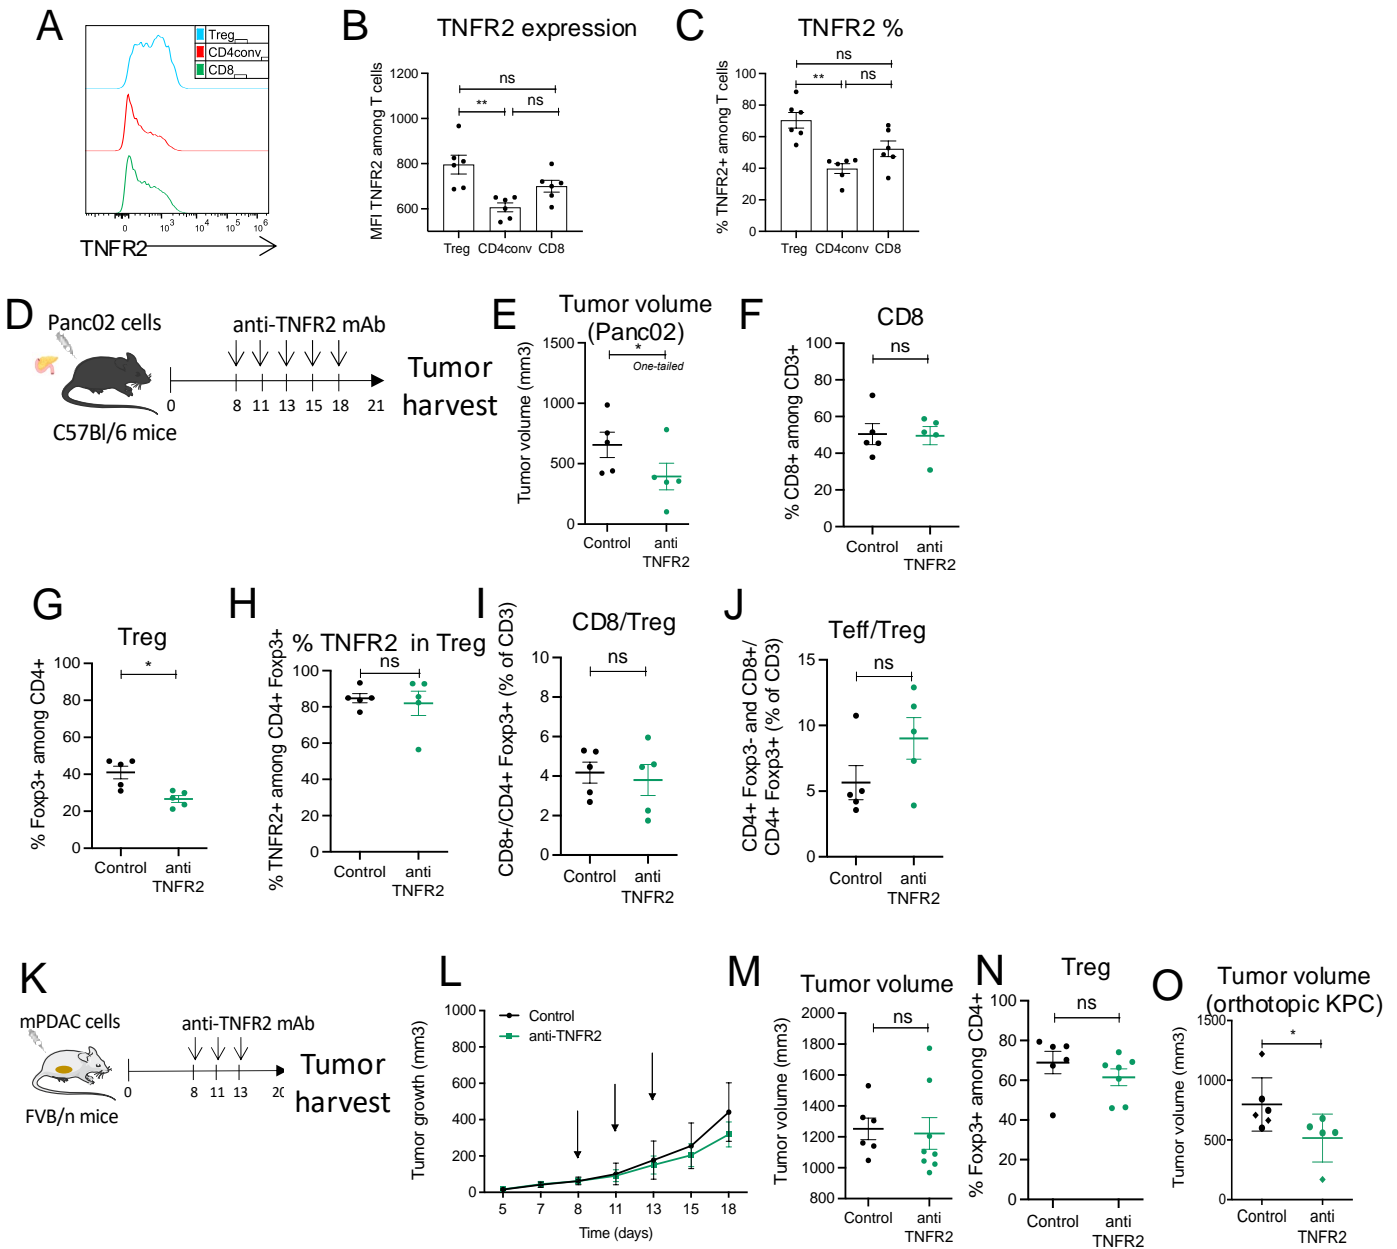 A
Treg
CD4conv
CD8
0
10^3
10^4
10^5
10^6
TNFR2
B
TNFR2 expression
MFI TNFR2 among T cells
1200
1000
800
600
ns
**
ns
Treg CD4conv CD8
C
TNFR2 %
% TNFR2+ among T cells
100
80
60
40
20
0
ns
**
ns
Treg CD4conv CD8
D
Panc02 cells
anti-TNFR2 mAb
0 8 11 13 15 18 21
C57Bl/6 mice
Tumor
harvest
E
Tumor volume
(Panc02)
Tumor volume (mm3)
1500
1000
500
0
*
One-tailed
Control anti
TNFR2
F
CD8
% CD8+ among CD3+
100
80
60
40
20
0
ns
Control anti
TNFR2
G
Treg
% Foxp3+ among CD4+
100
80
60
40
20
0
*
Control anti
TNFR2
H
% TNFR2 in Treg
% TNFR2+ among CD4+ Foxp3+
100
80
60
40
20
0
ns
Control anti
TNFR2
I
CD8/Treg
CD8+/CD4+ Foxp3+ (% of CD3)
10
8
6
4
2
0
ns
Control anti
TNFR2
J
Teff/Treg
CD4+ Foxp3- and CD8+/
CD4+ Foxp3+ (% of CD3)
15
10
5
0
ns
Control anti
TNFR2
K
mPDAC cells
anti-TNFR2 mAb
0 8 11 13 20
FVB/n mice
Tumor
harvest
L
Tumor growth (mm3)
1000
800
600
400
200
0
Control
anti-TNFR2
5 7 8 11 13 15 18
Time (days)
M
Tumor volume
Tumor volume (mm3)
2000
1800
1600
1400
1200
1000
800
ns
Control anti
TNFR2
N
Treg
% Foxp3+ among CD4+
100
80
60
40
20
0
ns
Control anti
TNFR2
O
Tumor volume
(orthotopic KPC)
Tumor volume (mm3)
1500
1000
500
0
*
Control anti
TNFR2